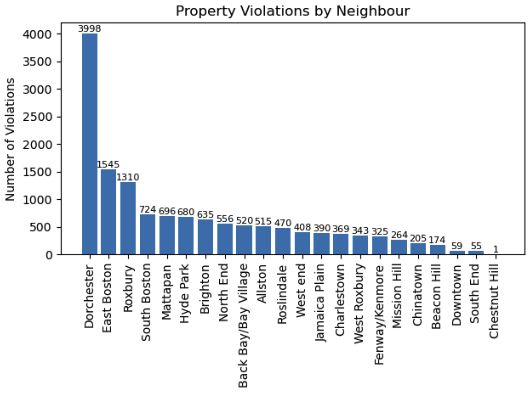 Property Violations by Neighbour
Number of Violations
4000
3500
3000
2500
2000
1500
1000
500
0
3998
1545
1310
724
696
680
635
556
520
515
470
408
390
369
343
325
264
205
174
59
55
1
Dorchester
East Boston
Roxbury
South Boston
Mattapan
Hyde Park
Brighton
North End
Back Bay/Bay Village
Allston
Roslindale
West end
Jamaica Plain
Charlestown
West Roxbury
Fenway/Kenmore
Mission Hill
Chinatown
Beacon Hill
Downtown
South End
Chestnut Hill